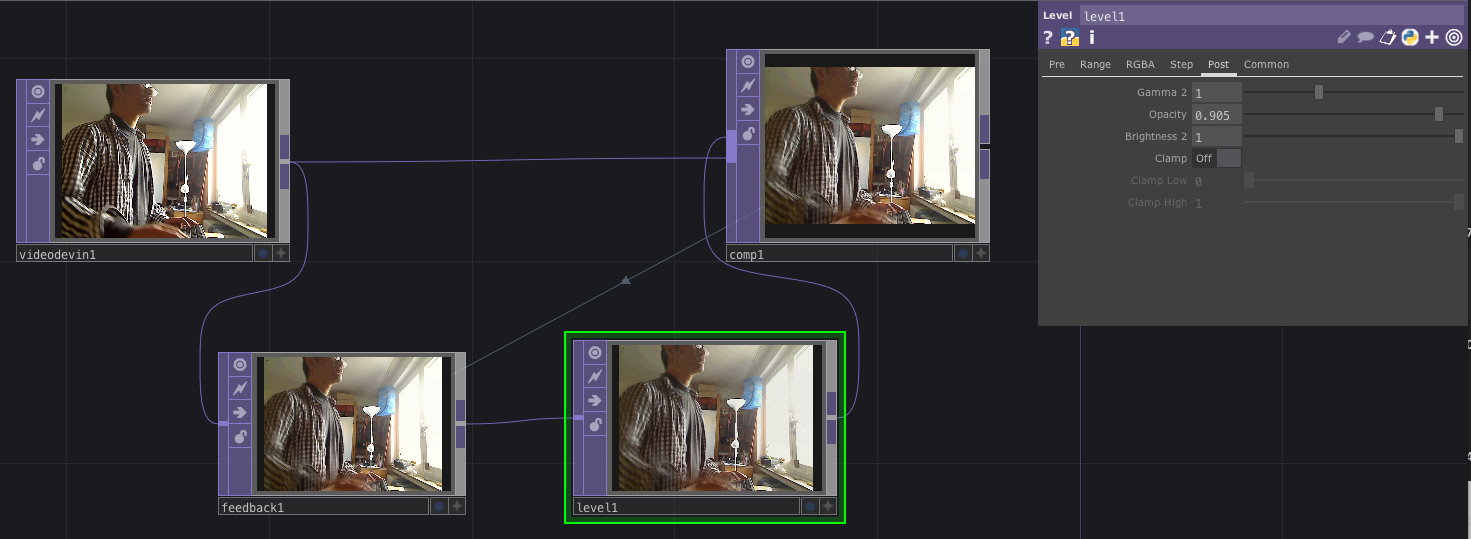 Level level1
? ? i
Pre Range RGBA Step Post Common
Gamma 2 1
Opacity 0.905
Brightness 2 1
Clamp Off
Clamp Low 0
Clamp High 1
videodevin1
comp1
feedback1
level1